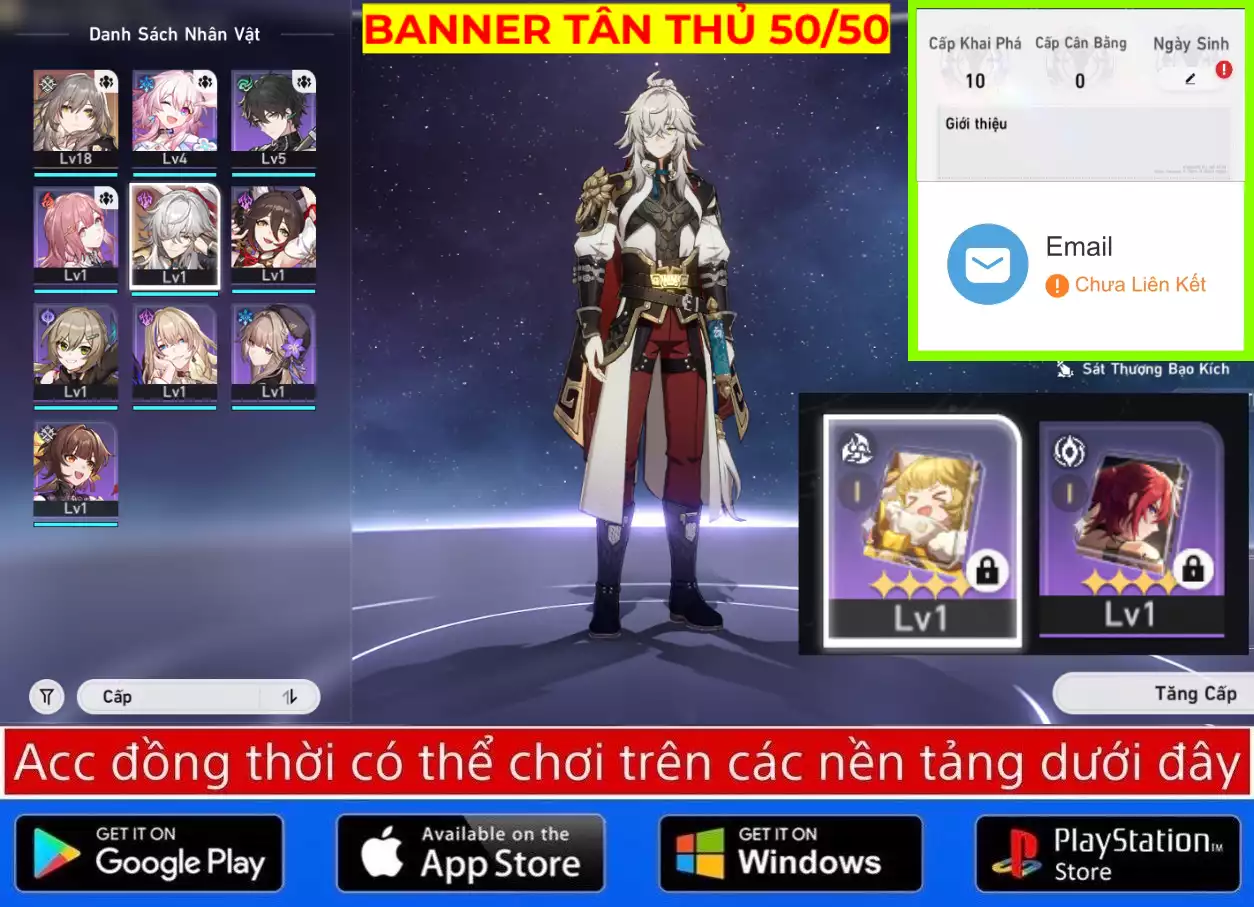 Danh Sách Nhân Vật
BANNER TÂN THỦ 50/50
Cấp Khai Phá
Cấp Cân Bằng
Ngày Sinh
10
0
Giới thiệu
Email
Chưa Liên Kết
Sát Thương Bạo Kích
Lv18
Lv4
Lv5
Lv1
Lv1
Lv1
Lv1
Lv1
Lv1
Lv1
Lv1
Lv1
Cấp
Tăng Cấp
Acc đồng thời có thể chơi trên các nền tảng dưới đây
GET IT ON
Google Play
Available on the
App Store
GET IT ON
Windows
PlayStation™
Store